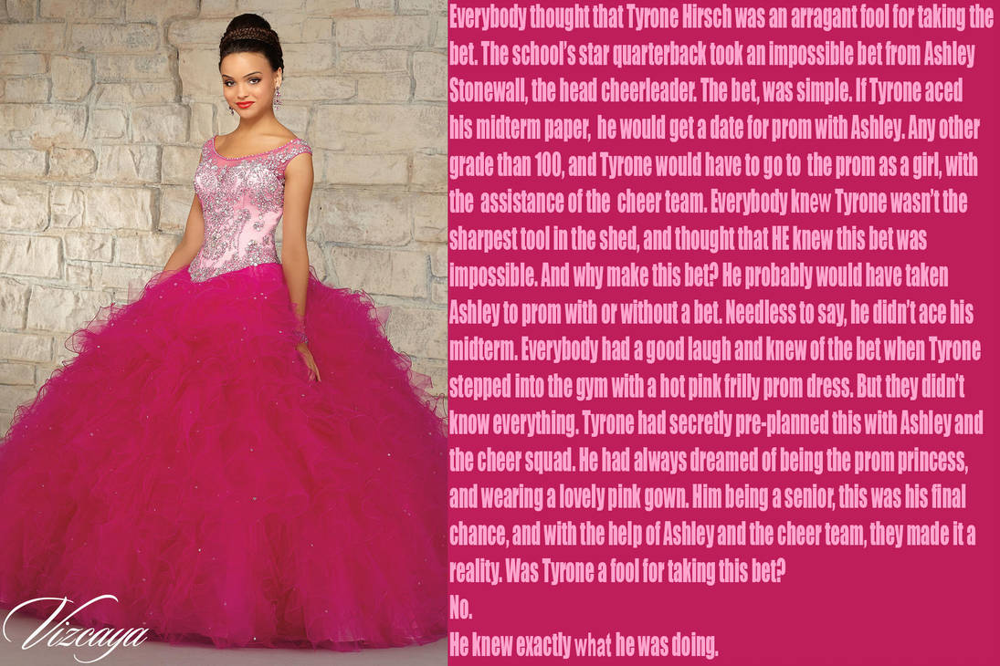 Everybody thought that Tyrone Hirsch was an arragant fool for taking the
bet. The school's star quarterback took an impossible bet from Ashley
Stonewall, the head cheerleader. The bet, was simple. If Tyrone aced
his midterm paper, he would get a date for prom with Ashley. Any other
grade than 100, and Tyrone would have to go to the prom as a girl, with
the assistance of the cheer team. Everybody knew Tyrone wasn't the
sharpest tool in the shed, and thought that HE knew this bet was
impossible. And why make this bet? He probably would have taken
Ashley to prom with or without a bet. Needless to say, he didn't ace his
midterm. Everybody had a good laugh and knew of the bet when Tyrone
stepped into the gym with a hot pink frilly prom dress. But they didn't
know everything. Tyrone had secretly pre-planned this with Ashley and
the cheer squad. He had always dreamed of being the prom princess,
and wearing a lovely pink gown. Him being a senior, this was his final
chance, and with the help of Ashley and the cheer team, they made it a
reality. Was Tyrone a fool for taking this bet?
No.
He knew exactly what he was doing.
Vizcaya